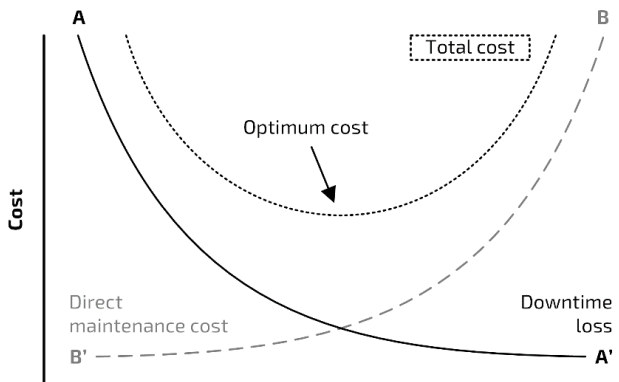 A
B
Total cost
Optimum cost
Cost
Direct
maintenance cost
Downtime
loss
B’
A’